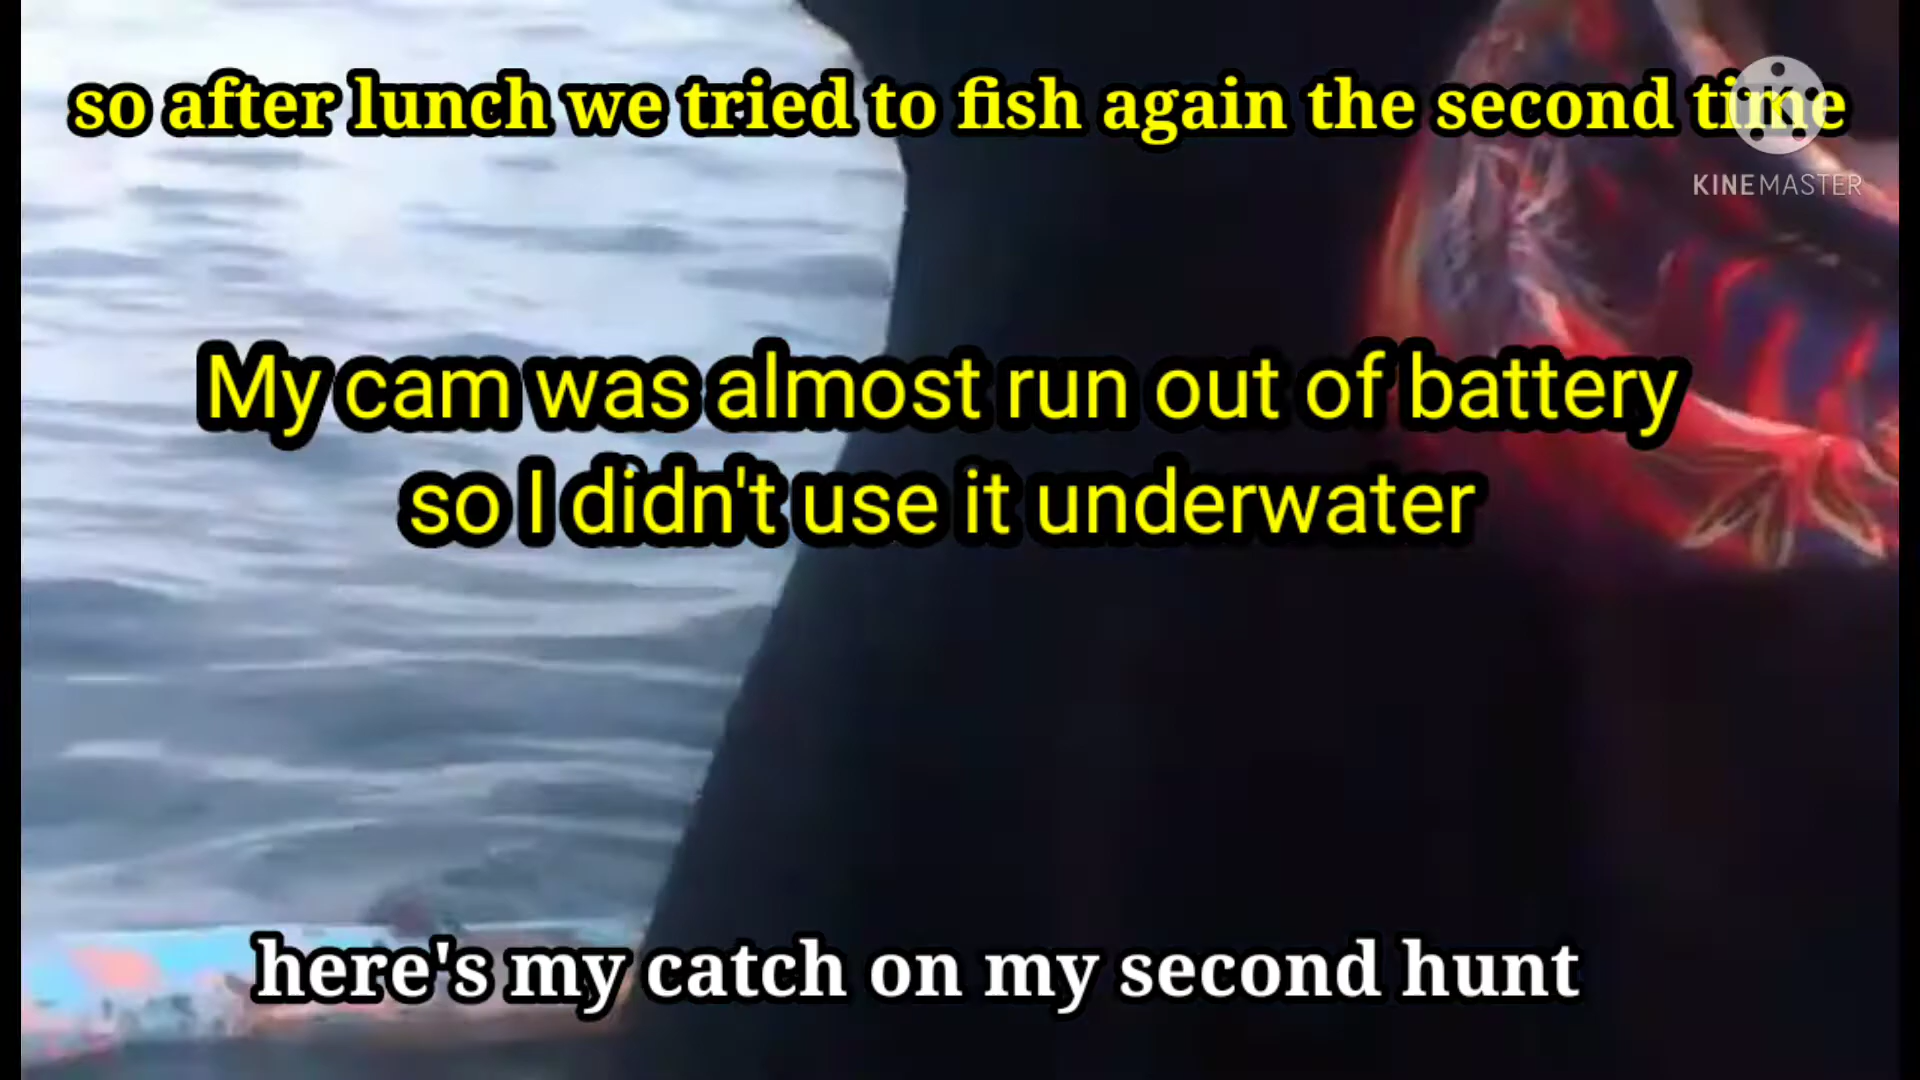 so after lunch we tried to fish again the second time
KINEMASTER
My cam was almost run out of battery
so I didn't use it underwater
here's my catch on my second hunt